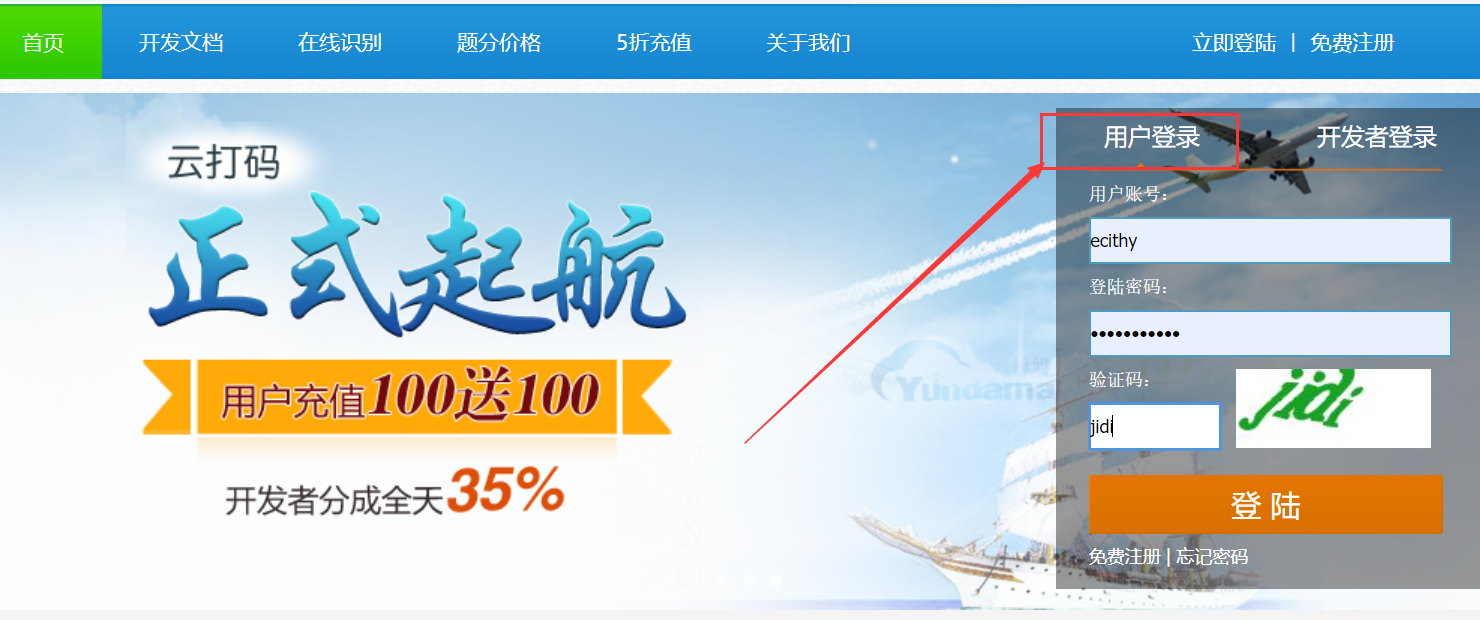 首页 开发文档 在线识别 题分价格 5折充值 关于我们 立即登陆 | 免费注册
云打码
正式起航
用户充值100送100
开发者分成全天35%
Yundama
用户登录 开发者登录
用户账号：
ecithy
登陆密码：
•••••••••••
验证码：
jidi
jidi
登 陆
免费注册 | 忘记密码